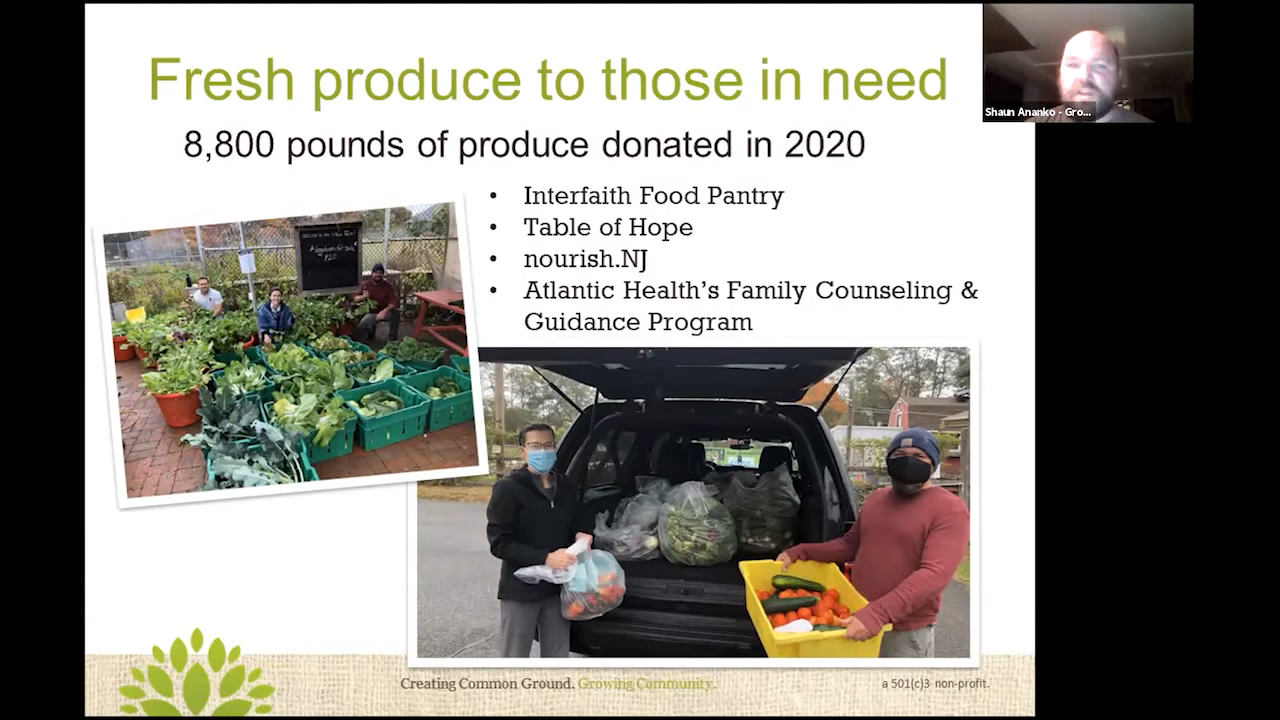 Fresh produce to those in need
8,800 pounds of produce donated in 2020
• Interfaith Food Pantry
• Table of Hope
• nourish.NJ
• Atlantic Health's Family Counseling &
Guidance Program
Shaun Ananko - Gro...
Creating Common Ground. Growing Community.
a 501(c)3 non-profit.